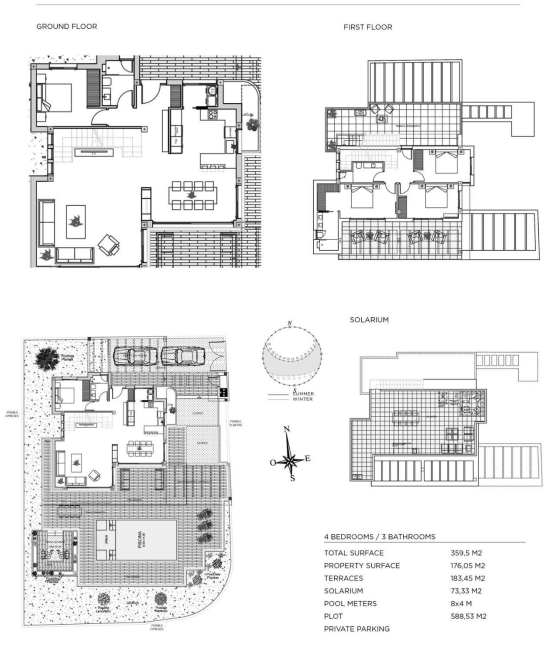 GROUND FLOOR
FIRST FLOOR
SOLARIUM
N
S
SUMMER
WINTER
N
O
E
S
PISCINA
4 BEDROOMS / 3 BATHROOMS
TOTAL SURFACE 359,5 M2
PROPERTY SURFACE 176,05 M2
TERRACES 183,45 M2
SOLARIUM 73,33 M2
POOL METERS 8x4 M
PLOT 588,53 M2
PRIVATE PARKING